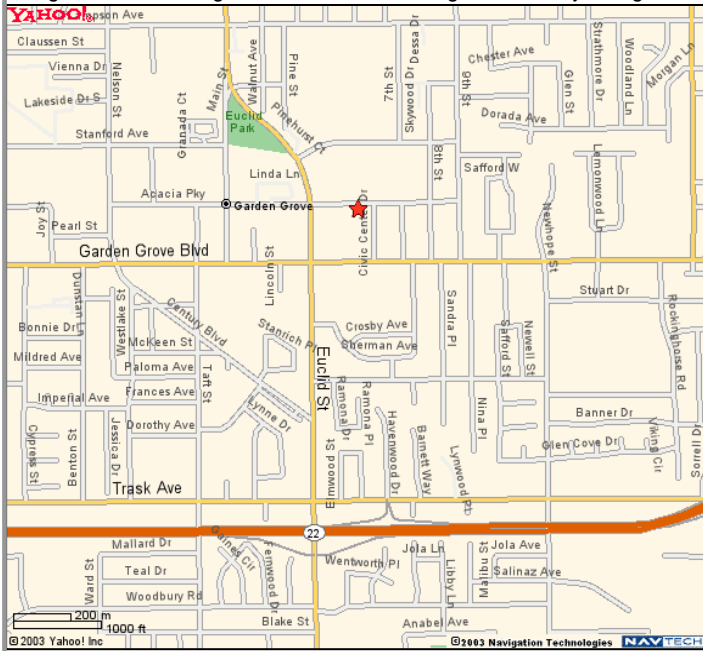 YAHOO!
pson Ave
Claussen St
Vienna Dr
Lakeside Dr S
Nelson St
Stanford Ave
Granada Ct
Main St
Walnut Ave
Pine St
Euclid
Park
Pinehurst Ct
Linda Ln
Acacia Pky
Garden Grove
7th St
Dessa Dr
Skywood Dr
8th St
9th St
Chester Ave
Glen St
Strathmore Dr
Woodland Ln
Morgan Ln
Dorada Ave
Safford W
Lemonwood Ln
Newhope St
Civic Center Dr
Joy St
Pearl St
Garden Grove Blvd
Lincoln St
Dunstan Ln
Westlake St
Century Blvd
Bonnie Dr
McKeen St
Mildred Ave
Paloma Ave
Taft St
Frances Ave
Imperial Ave
Dorothy Ave
Lynne Dr
Stanrich Pl
Euclid St
Crosby Ave
Sherman Ave
Sandra Pl
Stuart Dr
Safford St
Newell St
Rockinghorse Rd
Cypress St
Benton St
Jessica Dr
Ramona Dr
Ramona Pl
Elmwood St
Havenwood Dr
Barnett Way
Lynwood Pl
Nina Pl
Banner Dr
Glen Cove Dr
Viking Cir
Sorrell Dr
Trask Ave
22
Mallard Dr
Teal Dr
Woodbury Rd
Ward St
Gaines Cir
Fernwood Dr
Blake St
Wentworth Pl
Jola Ln
Libby Ln
Malibu St
Jola Ave
Salinaz Ave
Anabel Ave
200 m
1000 ft
© 2003 Yahoo! Inc
©2003 Navigation Technologies NAVTECH